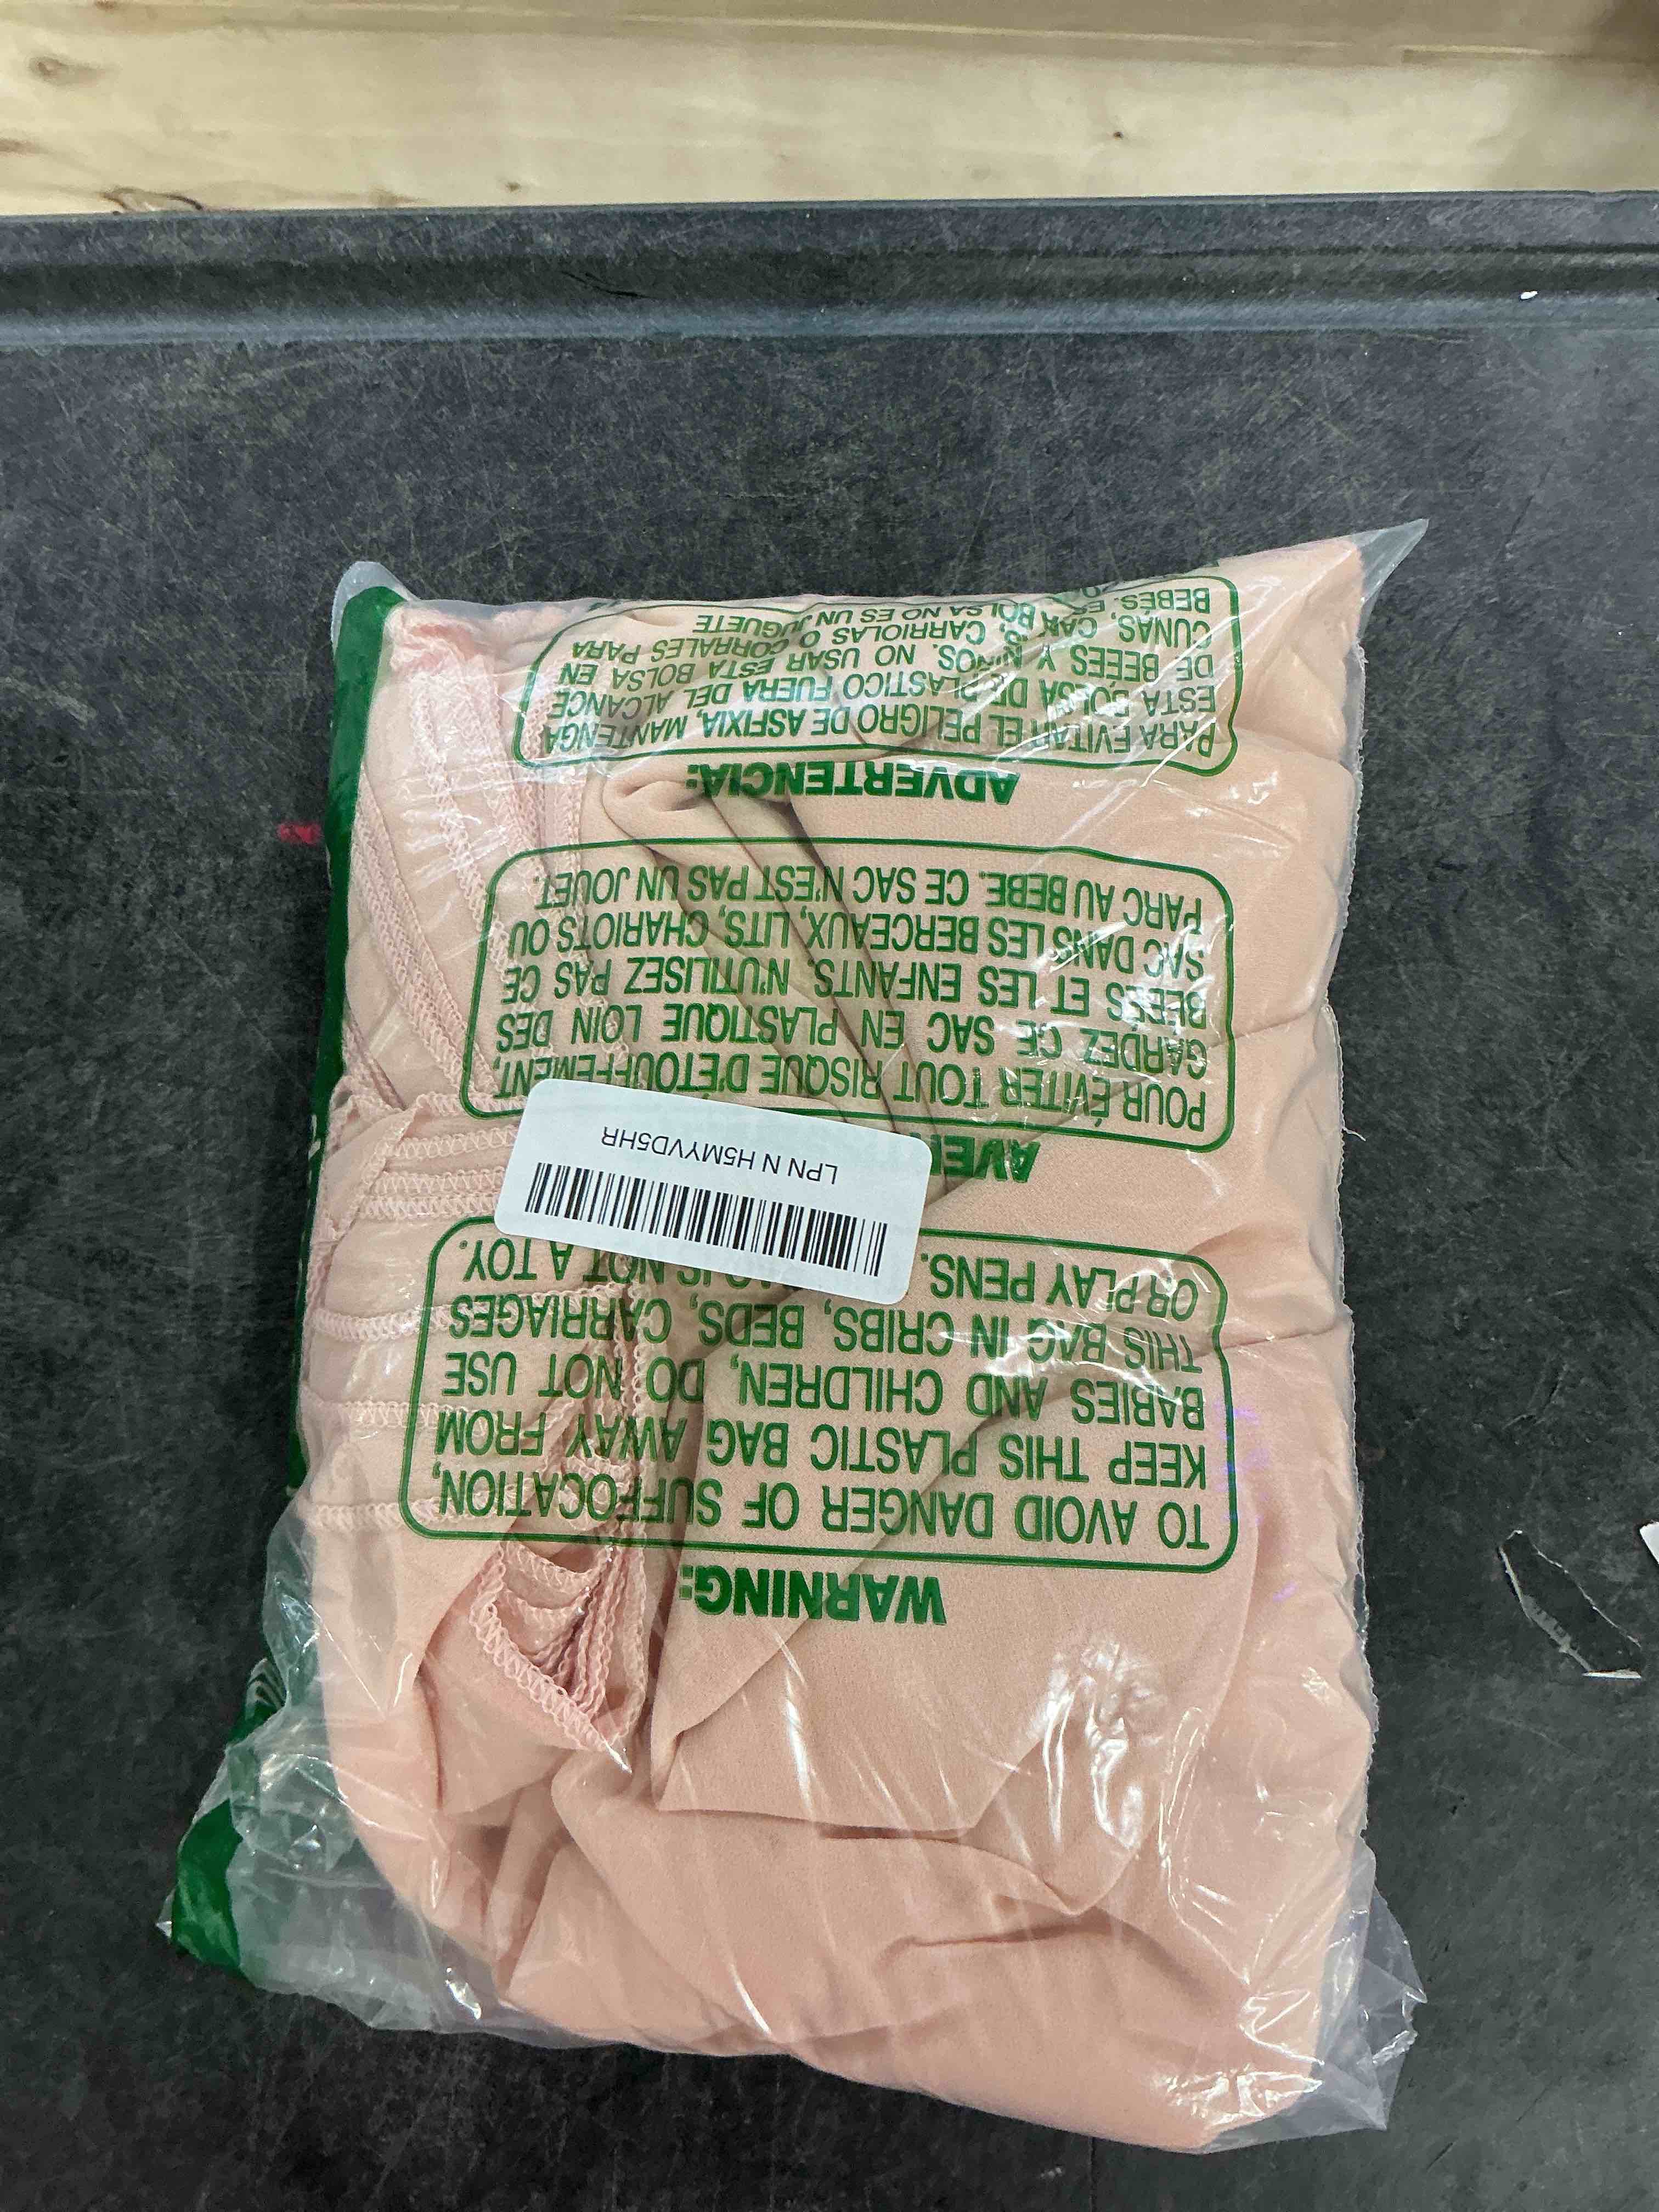 WARNING:
TO AVOID DANGER OF SUFFOCATION,
KEEP THIS PLASTIC BAG AWAY FROM
BABIES AND CHILDREN, DO NOT USE
THIS BAG IN CRIBS, BEDS, CARRIAGES
OR PLAY PENS. IS NOT A TOY.
LPN N H5MYVD5HR
POUR ÉVITER TOUT RISQUE D'ÉTOUFFEMENT,
GARDEZ CE SAC EN PLASTIQUE LOIN DES
BEEES ET LES ENFANTS. N'UTILISEZ PAS CE
SAC DANS LES BERCEAUX, LITS, CHARIOTS OU
PARC AU BEBE. CE SAC N'EST PAS UN JOUET.
ADVERTENCIA:
PARA EVITAR EL PELIGRO DE ASFIXIA, MANTENGA
ESTA BOLSA DE PLASTICO FUERA DEL ALCANCE
DE BEEES Y NINOS. NO USAR ESTA BOLSA EN
CUNAS, CARRIOLAS O CORRALES PARA
BEBES, BOLSA NO ES UN JUGUETE